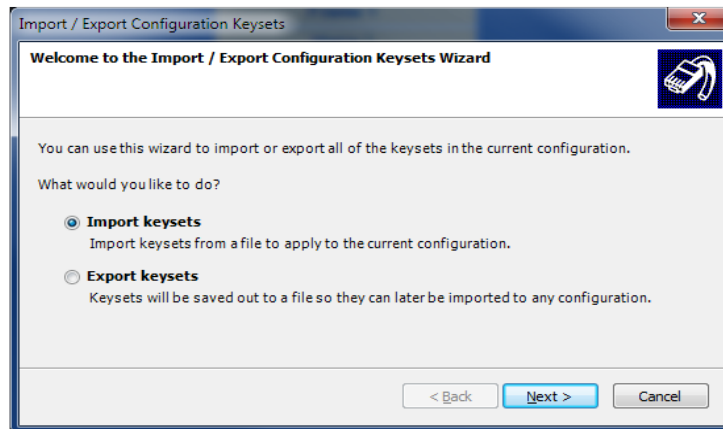 Import / Export Configuration Keysets
Welcome to the Import / Export Configuration Keysets Wizard
You can use this wizard to import or export all of the keysets in the current configuration.
What would you like to do?
Import keysets
Import keysets from a file to apply to the current configuration.
Export keysets
Keysets will be saved out to a file so they can later be imported to any configuration.
< Back Next > Cancel